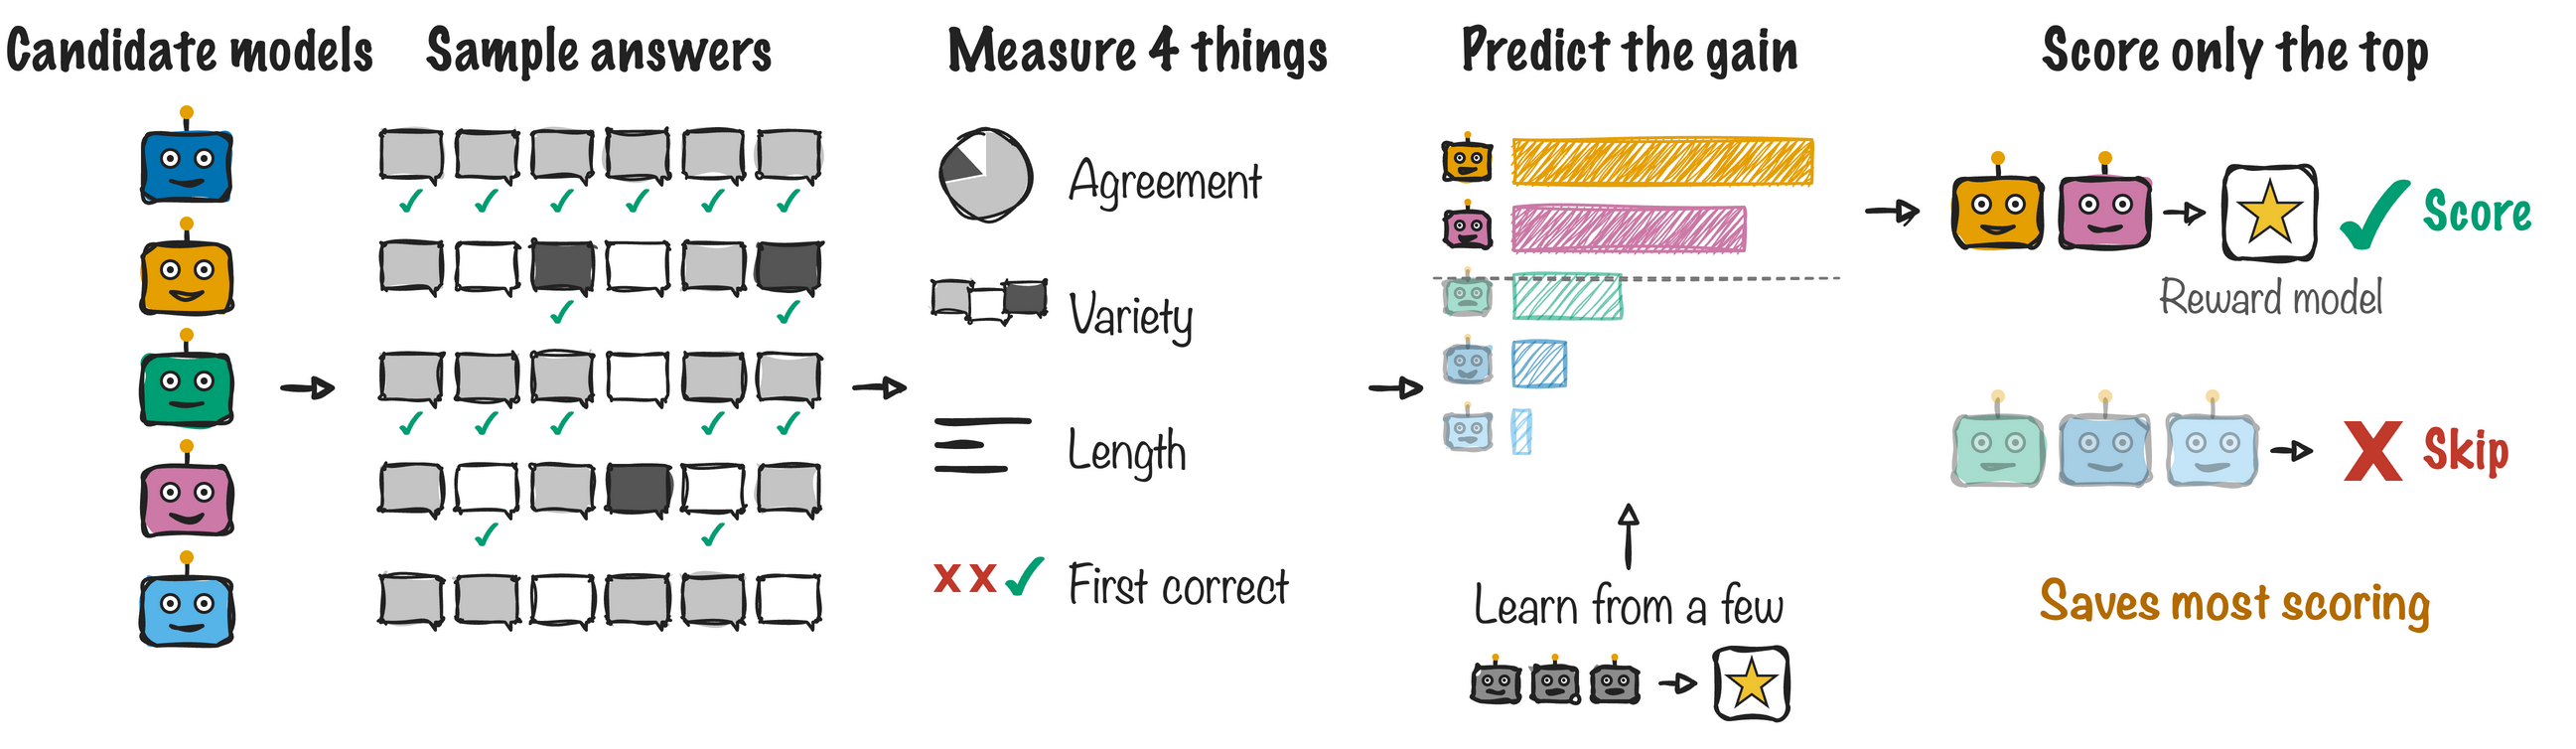 Candidate models
Sample answers
Measure 4 things
Agreement
Variety
Length
First correct
Predict the gain
Learn from a few
Score only the top
Score
Reward model
Skip
Saves most scoring